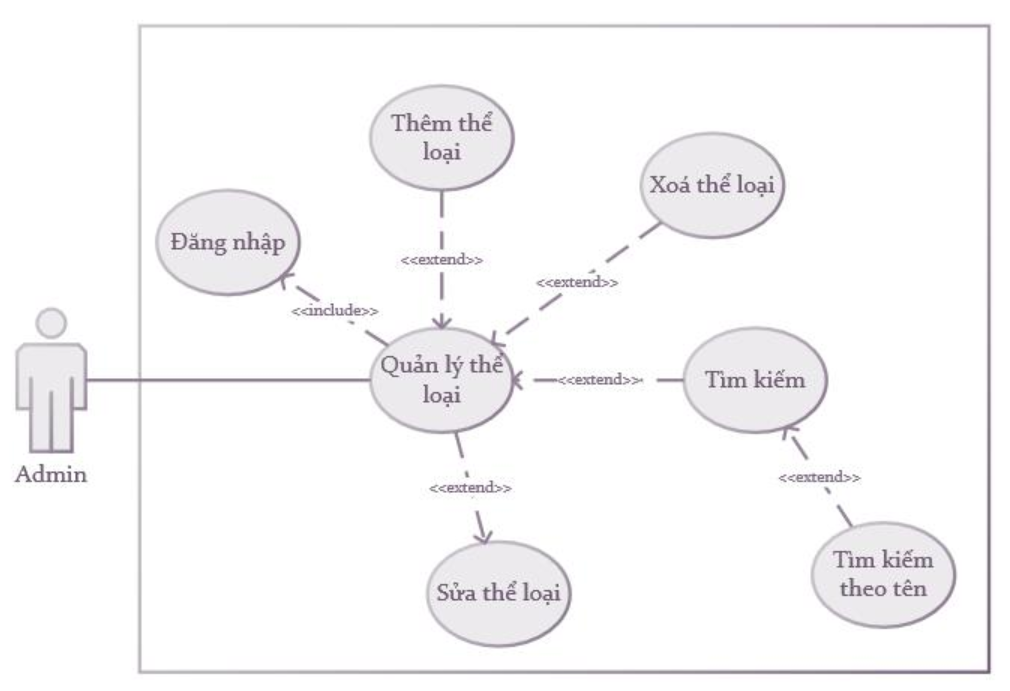 Thêm thể
loại
Xoá thể loại
Đăng nhập
<<extend>>
<<extend>>
<<include>>
Quản lý thể
loại
<<extend>>
Tìm kiếm
Admin
<<extend>>
<<extend>>
Tìm kiếm
theo tên
Sửa thể loại